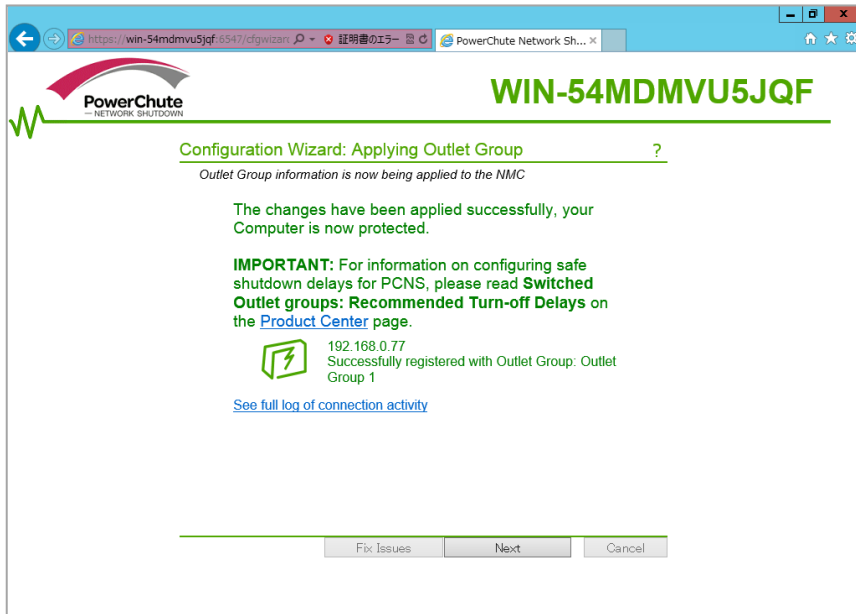 https://win-54mdmvu5jqf:6547/cfgwizarc
証明書のエラー
PowerChute Network Sh...
PowerChute
NETWORK SHUTDOWN
WIN-54MDMVU5JQF
Configuration Wizard: Applying Outlet Group
?
Outlet Group information is now being applied to the NMC
The changes have been applied successfully, your
Computer is now protected.
IMPORTANT: For information on configuring safe
shutdown delays for PCNS, please read Switched
Outlet groups: Recommended Turn-off Delays on
the Product Center page.
192.168.0.77
Successfully registered with Outlet Group: Outlet
Group 1
See full log of connection activity
Fix Issues
Next
Cancel